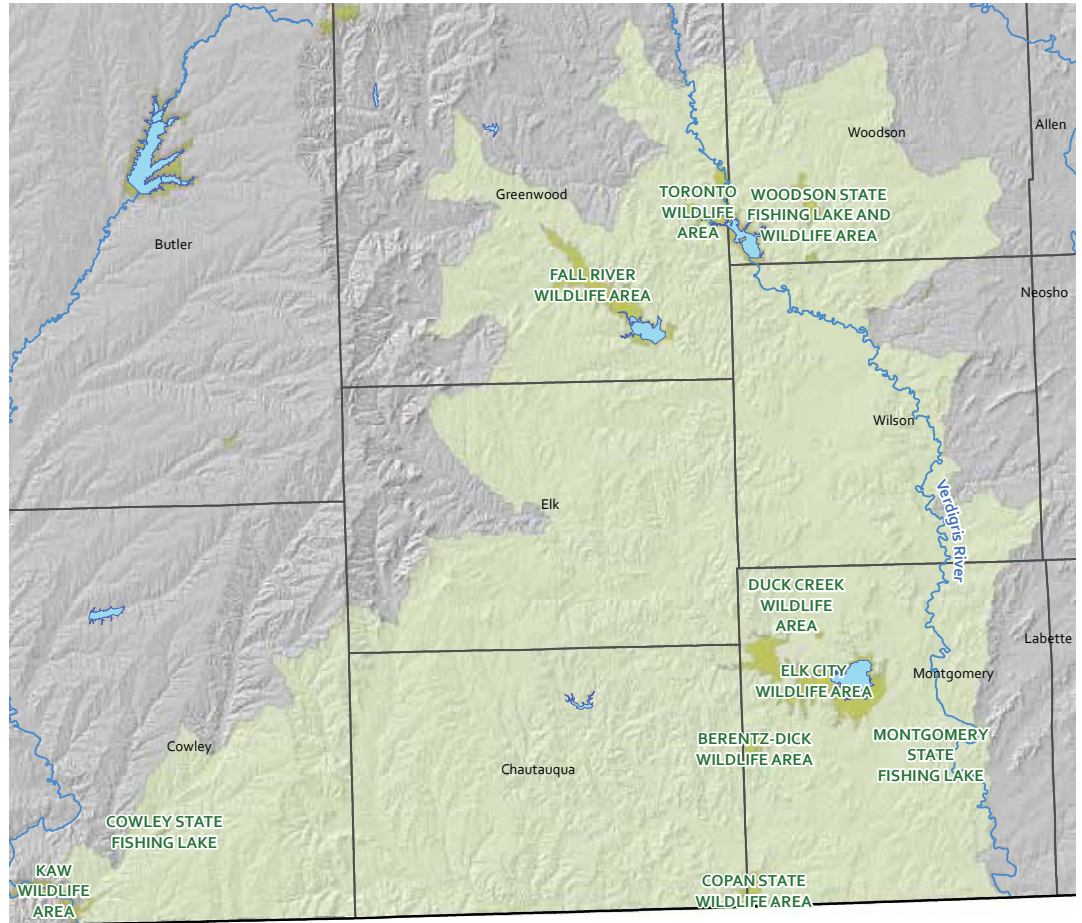 Allen
Woodson
Greenwood
TORONTO
WILDLIFE
AREA
WOODSON STATE
FISHING LAKE AND
WILDLIFE AREA
Butler
FALL RIVER
WILDLIFE AREA
Neosho
Wilson
Elk
Verdigris River
DUCK CREEK
WILDLIFE
AREA
Labette
ELK CITY
WILDLIFE AREA
Montgomery
BERENTZ-DICK
WILDLIFE AREA
MONTGOMERY
STATE
FISHING LAKE
Cowley
Chautauqua
COWLEY STATE
FISHING LAKE
KAW
WILDLIFE
AREA
COPAN STATE
WILDLIFE AREA